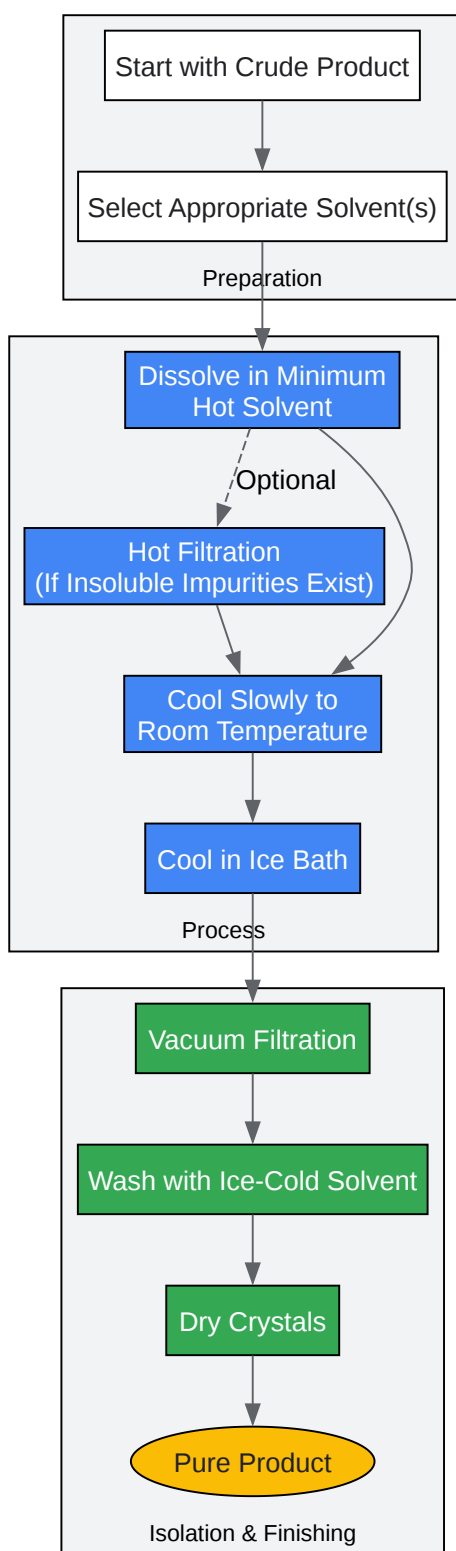 Start with Crude Product
Select Appropriate Solvent(s)
Preparation
Dissolve in Minimum
Hot Solvent
Optional
Hot Filtration
(If Insoluble Impurities Exist)
Cool Slowly to
Room Temperature
Cool in Ice Bath
Process
Vacuum Filtration
Wash with Ice-Cold Solvent
Dry Crystals
Pure Product
Isolation & Finishing